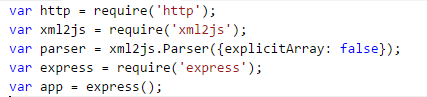 var http = require('http');
var xml2js = require('xml2js');
var parser = xml2js.Parser({explicitArray: false});
var express = require('express');
var app = express();